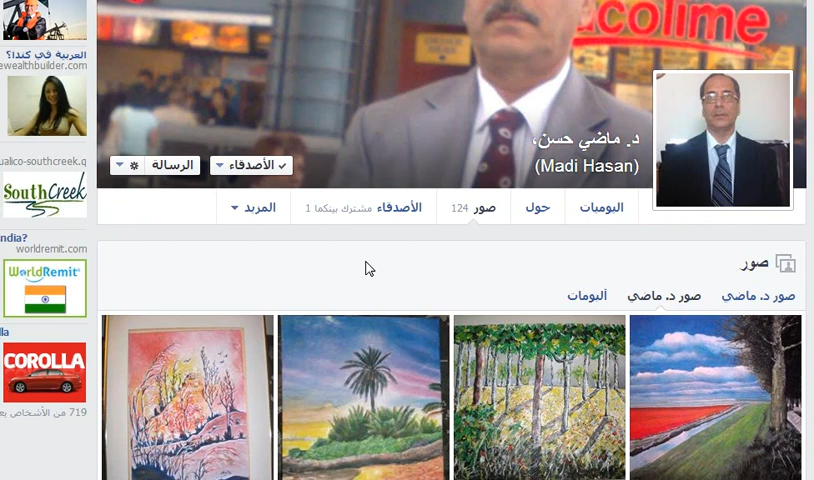 acolime
د. ماضي حسن،
(Madi Hasan)
الأصدقاء
الرسالة
اليوميات
حول
صور 124
الأصدقاء مشترك بينكما 1
المزيد
صور
صور د. ماضي
صور د. ماضي
ألبومات
العربية في كندا؟
ewealthbuilder.com
ualico-southcreek.q
SouthCreek
ndia?
worldremit.com
WorldRemit
lla
COROLLA
719 من الأشخاص يع